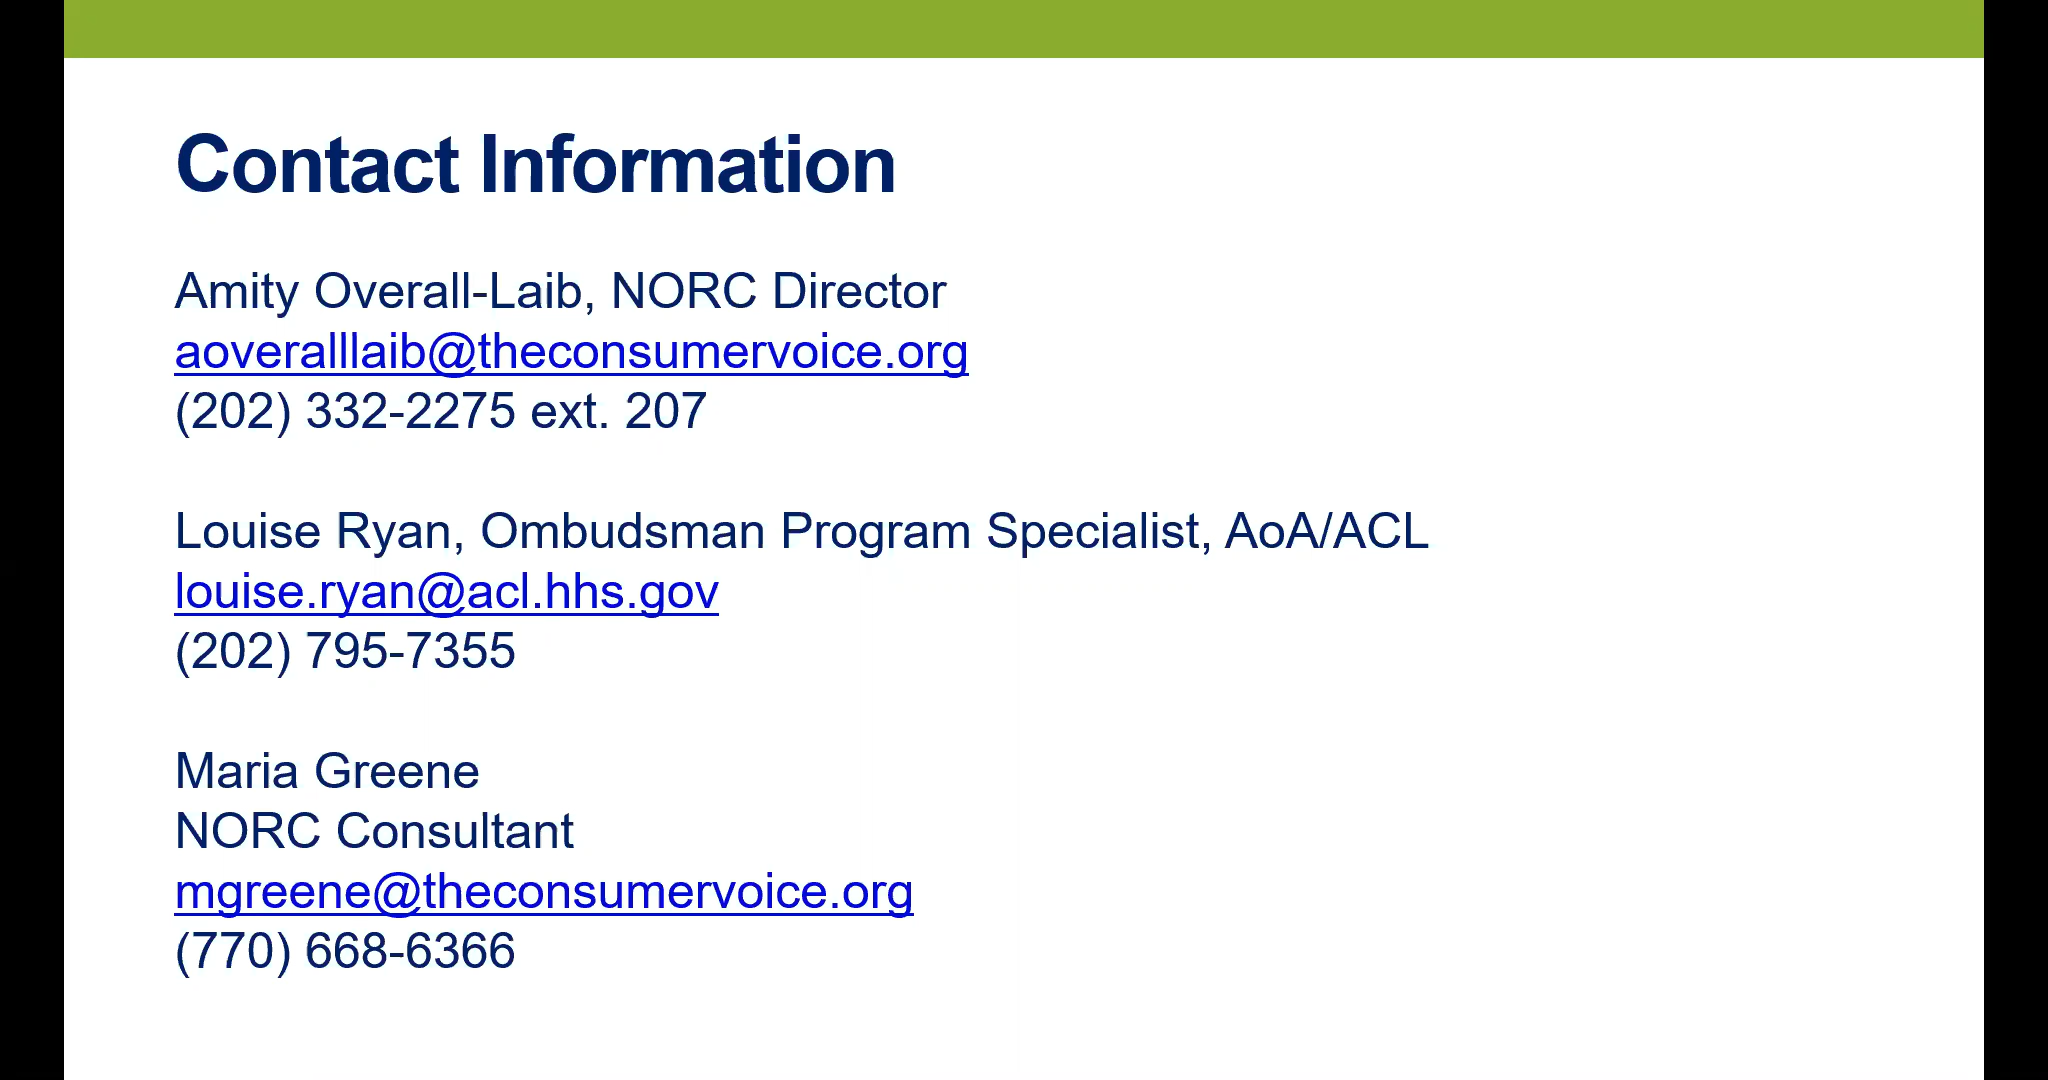 Contact Information
Amity Overall-Laib, NORC Director
aoveralllaib@theconsumervoice.org
(202) 332-2275 ext. 207
Louise Ryan, Ombudsman Program Specialist, AoA/ACL
louise.ryan@acl.hhs.gov
(202) 795-7355
Maria Greene
NORC Consultant
mgreene@theconsumervoice.org
(770) 668-6366